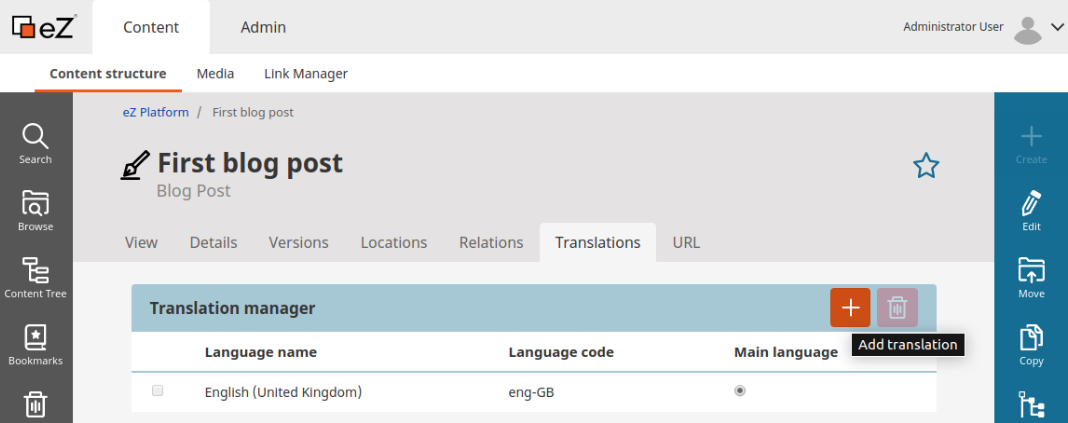 eZ Content Admin Administrator User
Content structure Media Link Manager
eZ Platform / First blog post
Search
Browse
Content Tree
Bookmarks
First blog post
Blog Post
View Details Versions Locations Relations Translations URL
Translation manager
Add translation
Language name Language code Main language
English (United Kingdom) eng-GB
Create
Edit
Move
Copy